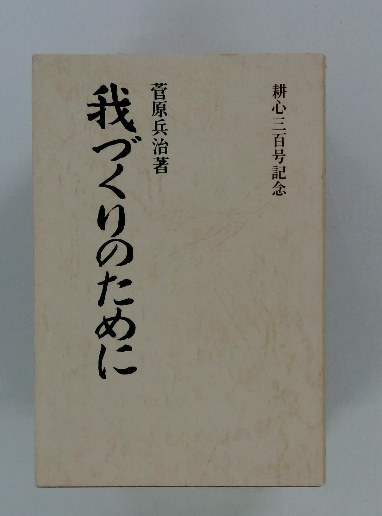 耕心三百号記念
菅原兵治著
我づくりのために